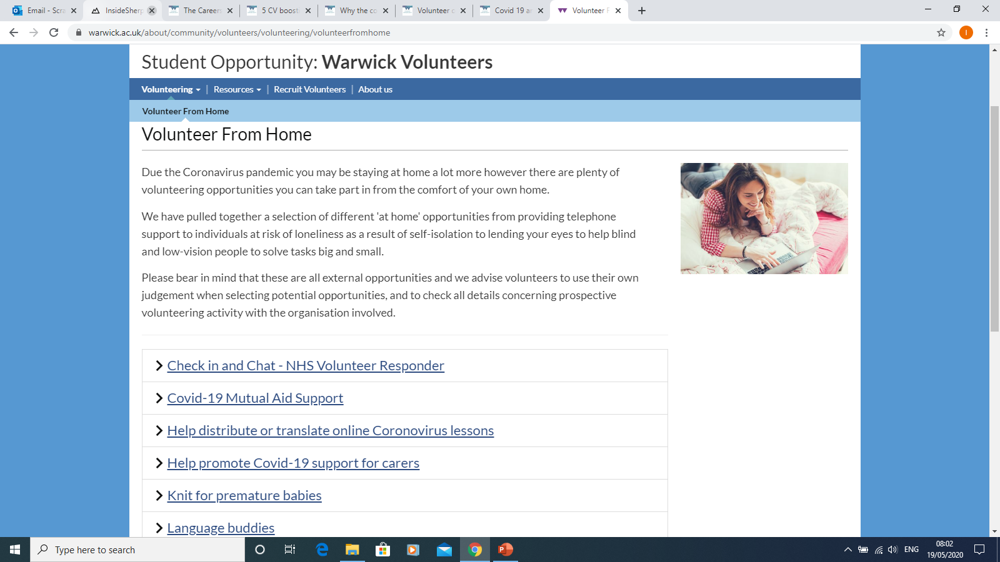 Email - Scra
InsideSherp
The Careers
5 CV boost
Why the co
Volunteer o
Covid 19 ar
Volunteer F
warwick.ac.uk/about/community/volunteers/volunteering/volunteerfromhome
I
Student Opportunity: Warwick Volunteers
Volunteering | Resources | Recruit Volunteers | About us
Volunteer From Home
Volunteer From Home
Due the Coronavirus pandemic you may be staying at home a lot more however there are plenty of
volunteering opportunities you can take part in from the comfort of your own home.
We have pulled together a selection of different 'at home' opportunities from providing telephone
support to individuals at risk of loneliness as a result of self-isolation to lending your eyes to help blind
and low-vision people to solve tasks big and small.
Please bear in mind that these are all external opportunities and we advise volunteers to use their own
judgement when selecting potential opportunities, and to check all details concerning prospective
volunteering activity with the organisation involved.
Check in and Chat - NHS Volunteer Responder
Covid-19 Mutual Aid Support
Help distribute or translate online Coronovirus lessons
Help promote Covid-19 support for carers
Knit for premature babies
Language buddies
Type here to search
ENG
08:02
19/05/2020